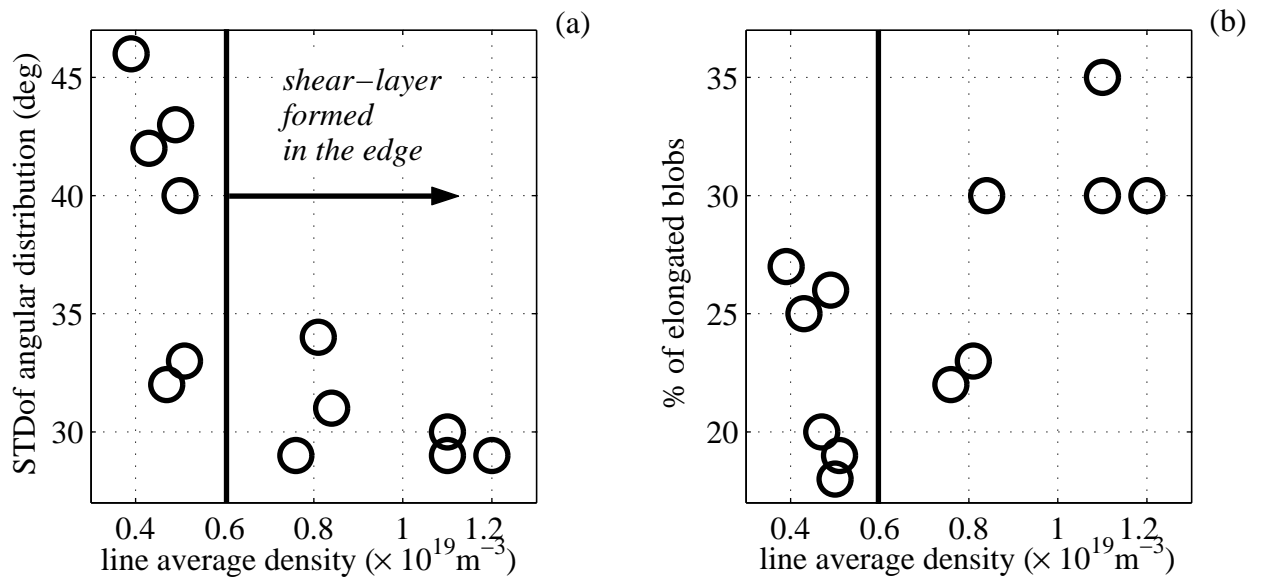 (a)
STDof angular distribution (deg)
45
40
35
30
shear−layer
formed
in the edge
0.4 0.6 0.8 1 1.2
line average density (× 10^19 m^−3)
(b)
% of elongated blobs
35
30
25
20
0.4 0.6 0.8 1 1.2
line average density (× 10^19 m^−3)